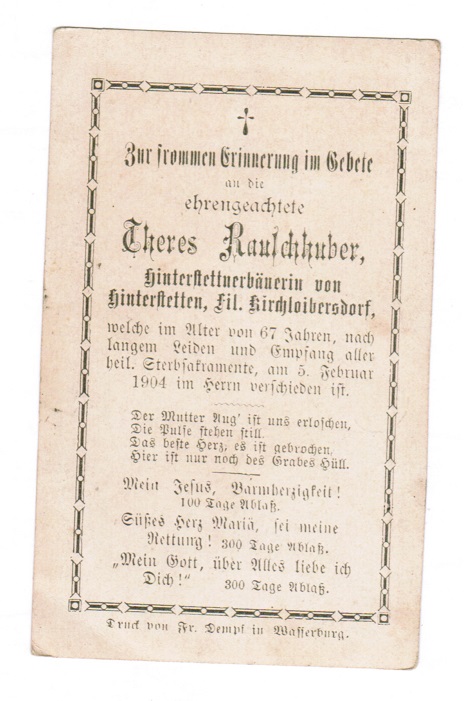 Zur frommen Erinnerung im Gebete
an die
ehrengeachtete
Theres Rauschhuber,
Hinterstettnerbäuerin von
Hinterstetten, Fil. Kirchloibersdorf,
welche im Alter von 67 Jahren, nach
langem Leiden und Empfang aller
heil. Sterbsakramente, am 5. Februar
1904 im Herrn verschieden ist.
Der Mutter Aug' ist uns erloschen,
Die Pulse stehen still.
Das beste Herz, es ist gebrochen,
Hier ist nur noch des Grabes Hüll.
Mein Jesus, Barmherzigkeit!
100 Tage Ablaß.
Süßes Herz Mariä, sei meine
Rettung! 300 Tage Ablaß.
„Mein Gott, über Alles liebe ich
Dich!“ 300 Tage Ablaß.
Druck von Fr. Dempf in Wasserburg.